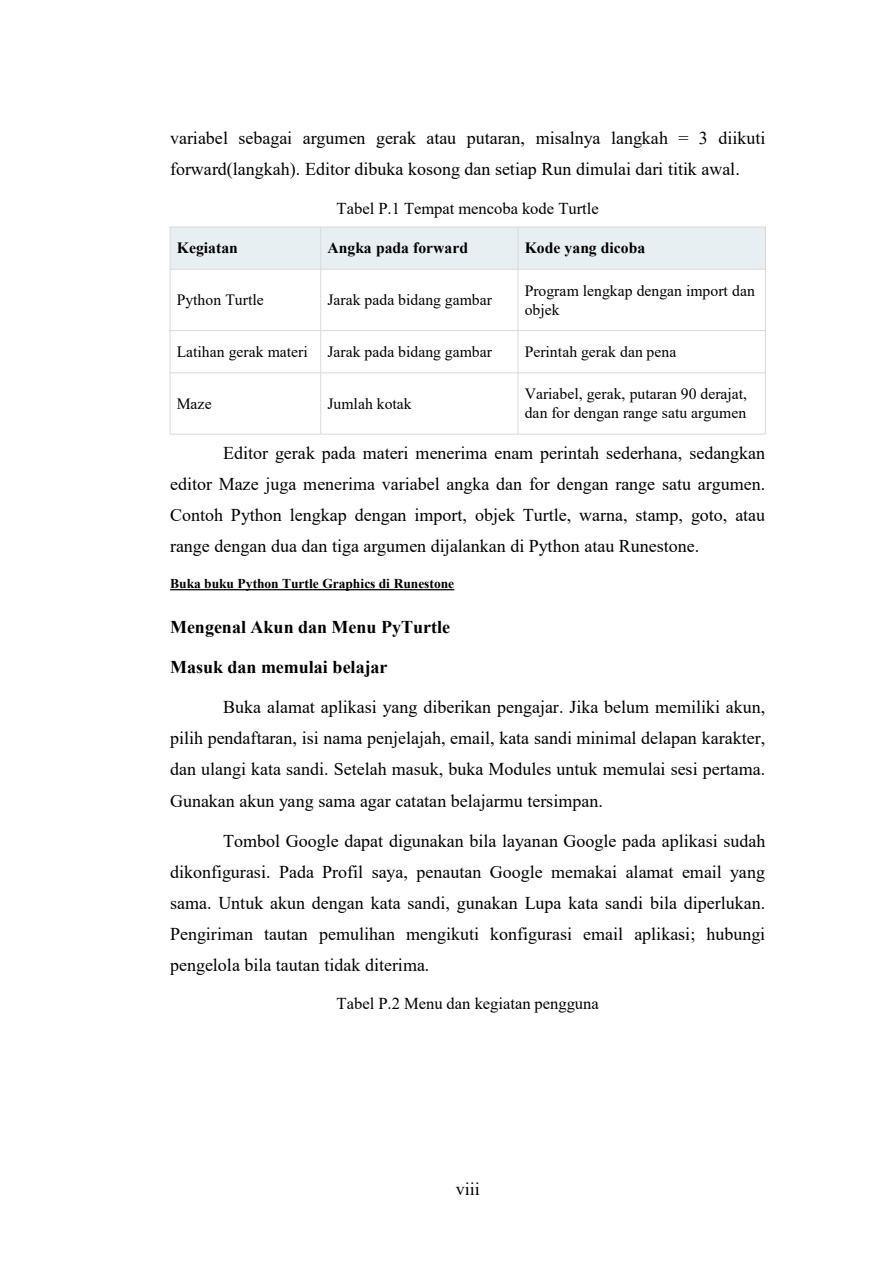 variabel sebagai argumen gerak atau putaran, misalnya langkah = 3 diikuti
forward(langkah). Editor dibuka kosong dan setiap Run dimulai dari titik awal.
Tabel P.1 Tempat mencoba kode Turtle
Kegiatan Angka pada forward Kode yang dicoba
Python Turtle Jarak pada bidang gambar Program lengkap dengan import dan
objek
Latihan gerak materi Jarak pada bidang gambar Perintah gerak dan pena
Maze Jumlah kotak Variabel, gerak, putaran 90 derajat,
dan for dengan range satu argumen
Editor gerak pada materi menerima enam perintah sederhana, sedangkan
editor Maze juga menerima variabel angka dan for dengan range satu argumen.
Contoh Python lengkap dengan import, objek Turtle, warna, stamp, goto, atau
range dengan dua dan tiga argumen dijalankan di Python atau Runestone.
Buka buku Python Turtle Graphics di Runestone
Mengenal Akun dan Menu PyTurtle
Masuk dan memulai belajar
Buka alamat aplikasi yang diberikan pengajar. Jika belum memiliki akun,
pilih pendaftaran, isi nama penjelajah, email, kata sandi minimal delapan karakter,
dan ulangi kata sandi. Setelah masuk, buka Modules untuk memulai sesi pertama.
Gunakan akun yang sama agar catatan belajarmu tersimpan.
Tombol Google dapat digunakan bila layanan Google pada aplikasi sudah
dikonfigurasi. Pada Profil saya, penautan Google memakai alamat email yang
sama. Untuk akun dengan kata sandi, gunakan Lupa kata sandi bila diperlukan.
Pengiriman tautan pemulihan mengikuti konfigurasi email aplikasi; hubungi
pengelola bila tautan tidak diterima.
Tabel P.2 Menu dan kegiatan pengguna
viii